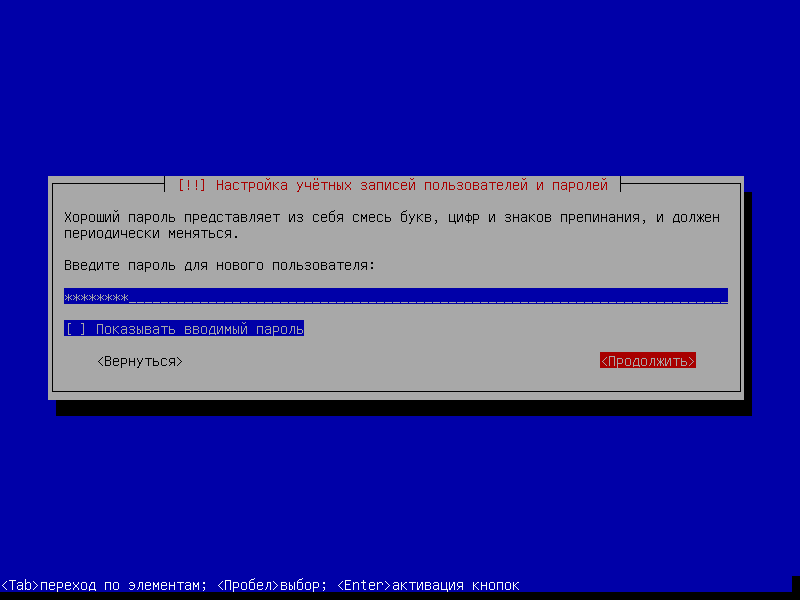 [!!] Настройка учётных записей пользователей и паролей
Хороший пароль представляет из себя смесь букв, цифр и знаков препинания, и должен
периодически меняться.
Введите пароль для нового пользователя:
********
[ ] Показывать вводимый пароль
<Вернуться> <Продолжить>
<Tab>переход по элементам; <Пробел>выбор; <Enter>активация кнопок